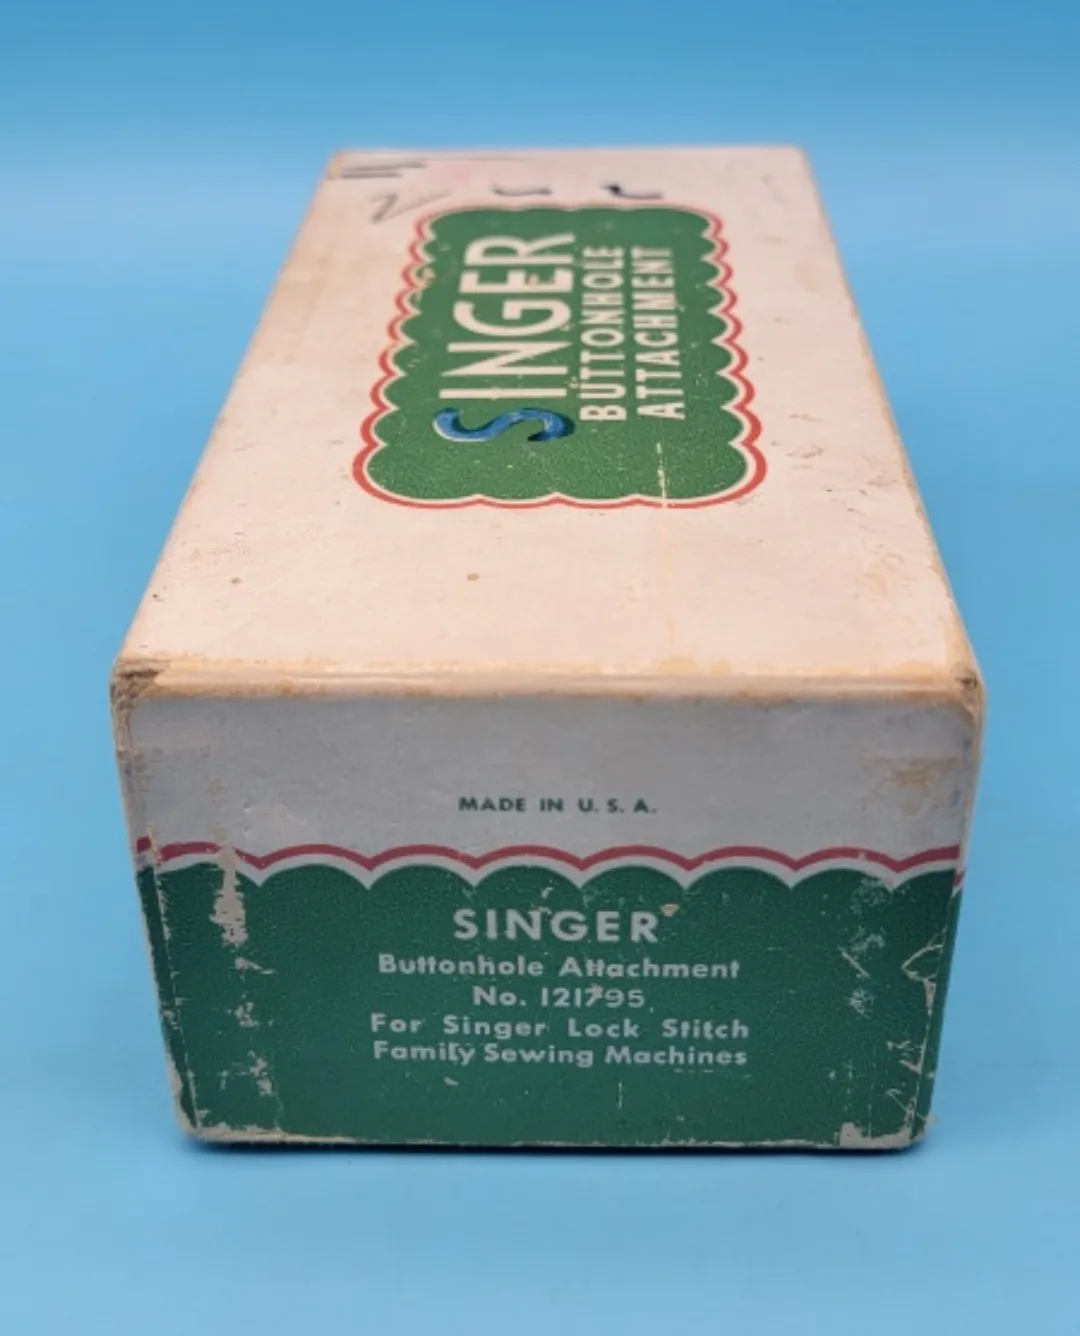 SINGER
BUTTONHOLE
ATTACHMENT
MADE IN U. S. A.
SINGER
Buttonhole Attachment
No. 121795
For Singer Lock Stitch
Family Sewing Machines